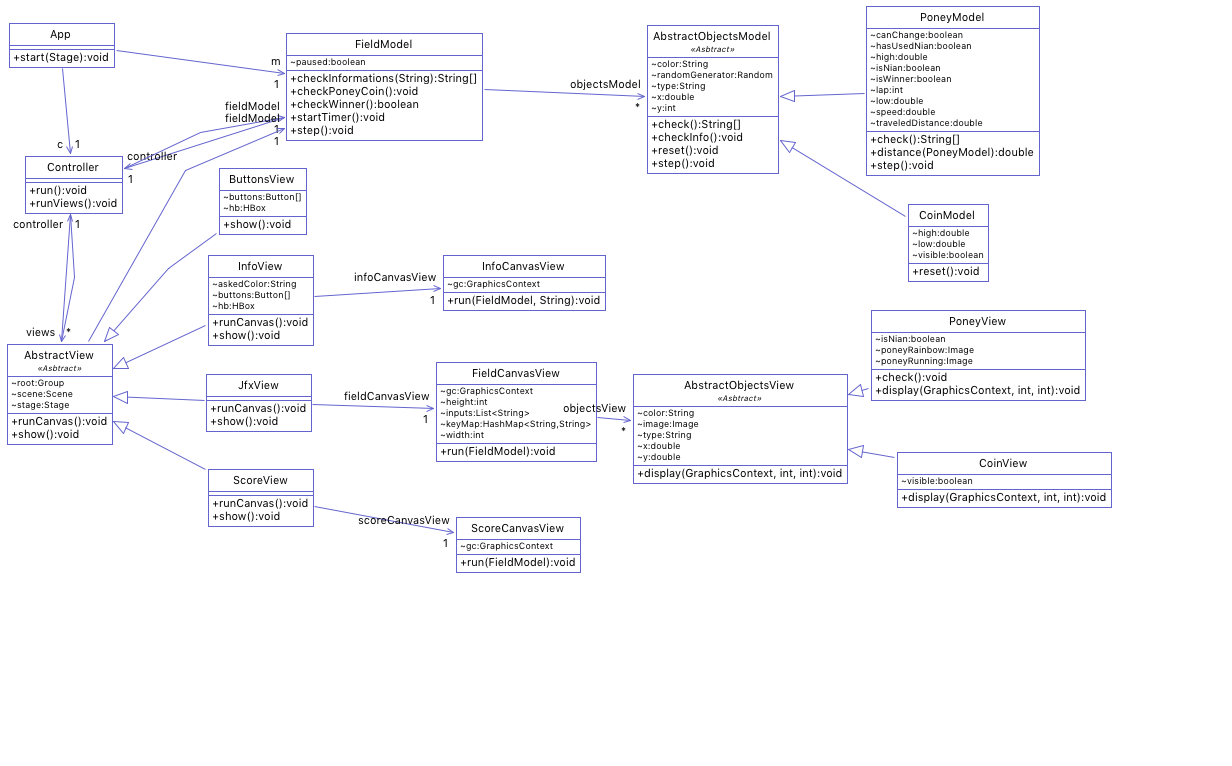 App
+start(Stage):void
m
1
c
1
FieldModel
~paused:boolean
+checkInformations(String):String[]
+checkPoneyCoin():void
+checkWinner():boolean
+startTimer():void
+step():void
objectsModel
*
AbstractObjectsModel
«Asbtract»
~color:String
~randomGenerator:Random
~type:String
~x:double
~y:int
+check():String[]
+checkInfo():void
+reset():void
+step():void
PoneyModel
~canChange:boolean
~hasUsedNian:boolean
~high:double
~isNian:boolean
~isWinner:boolean
~lap:int
~low:double
~speed:double
~traveledDistance:double
+check():String[]
+distance(PoneyModel):double
+step():void
fieldModel
fieldModel
1
1
controller
1
Controller
+run():void
+runViews():void
controller
1
ButtonsView
~buttons:Button[]
~hb:HBox
+show():void
CoinModel
~high:double
~low:double
~visible:boolean
+reset():void
InfoView
~askedColor:String
~buttons:Button[]
~hb:HBox
+runCanvas():void
+show():void
infoCanvasView
1
InfoCanvasView
~gc:GraphicsContext
+run(FieldModel, String):void
views
*
AbstractView
«Asbtract»
~root:Group
~scene:Scene
~stage:Stage
+runCanvas():void
+show():void
JfxView
+runCanvas():void
+show():void
fieldCanvasView
1
FieldCanvasView
~gc:GraphicsContext
~height:int
~inputs:List<String>
~keyMap:HashMap<String,String>
~width:int
+run(FieldModel):void
objectsView
*
AbstractObjectsView
«Asbtract»
~color:String
~image:Image
~type:String
~x:double
~y:double
+display(GraphicsContext, int, int):void
PoneyView
~isNian:boolean
~poneyRainbow:Image
~poneyRunning:Image
+check():void
+display(GraphicsContext, int, int):void
CoinView
~visible:boolean
+display(GraphicsContext, int, int):void
ScoreView
+runCanvas():void
+show():void
scoreCanvasView
1
ScoreCanvasView
~gc:GraphicsContext
+run(FieldModel):void